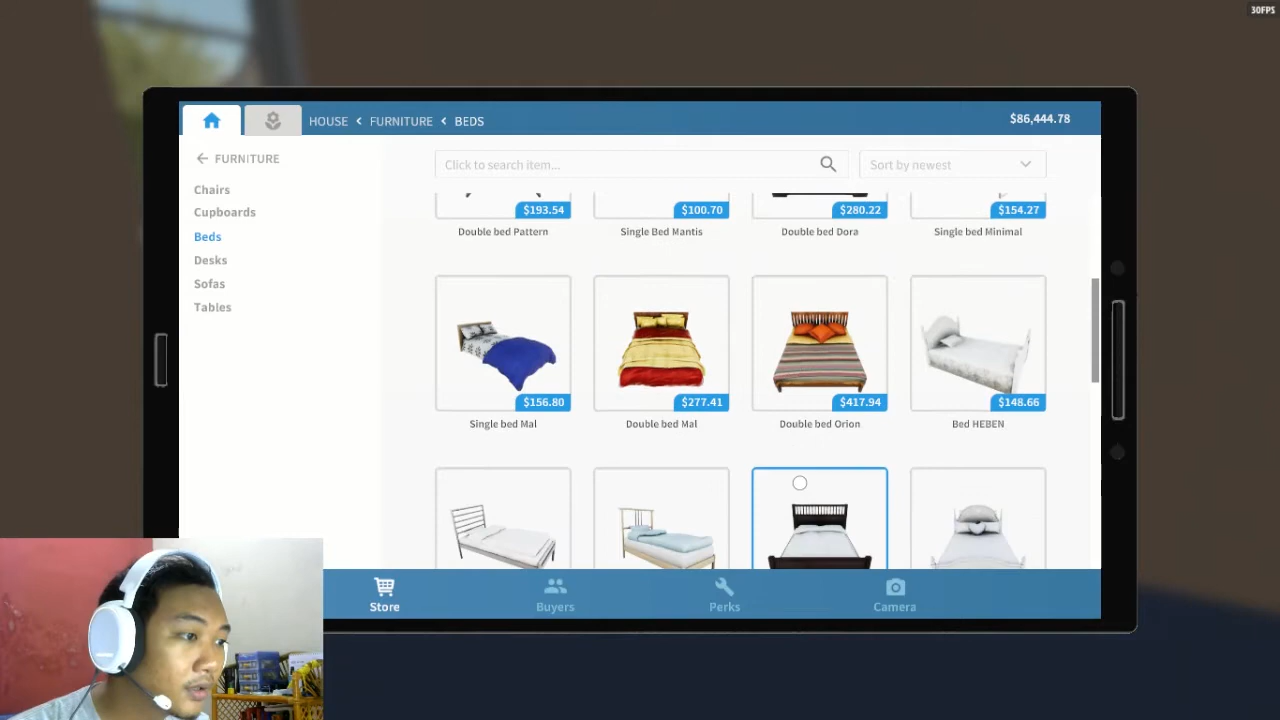 30FPS
HOUSE < FURNITURE < BEDS
$86,444.78
← FURNITURE
Chairs
Cupboards
Beds
Desks
Sofas
Tables
Click to search item...
Sort by newest
$193.54
$100.70
$280.22
$154.27
Double bed Pattern
Single Bed Mantis
Double bed Dora
Single bed Minimal
$156.80
$277.41
$417.94
$148.66
Single bed Mal
Double bed Mal
Double bed Orion
Bed HEBEN
Store
Buyers
Perks
Camera